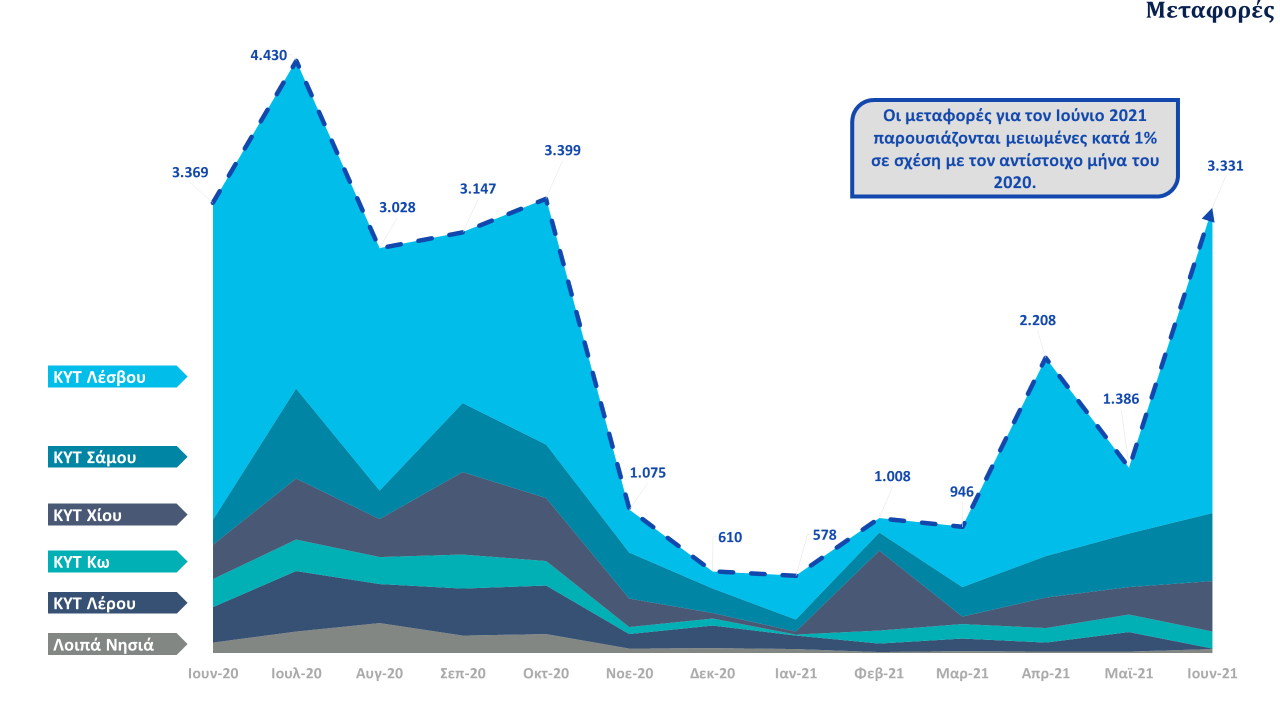 Μεταφορές
4.430
3.369
3.028
3.147
3.399
1.075
610
578
1.008
946
2.208
1.386
3.331
Οι μεταφορές για τον Ιούνιο 2021
παρουσιάζονται μειωμένες κατά 1%
σε σχέση με τον αντίστοιχο μήνα του
2020.
ΚΥΤ Λέσβου
ΚΥΤ Σάμου
ΚΥΤ Χίου
ΚΥΤ Κω
ΚΥΤ Λέρου
Λοιπά Νησιά
Ιουν-20 Ιουλ-20 Αυγ-20 Σεπ-20 Οκτ-20 Νοε-20 Δεκ-20 Ιαν-21 Φεβ-21 Μαρ-21 Απρ-21 Μαϊ-21 Ιουν-21